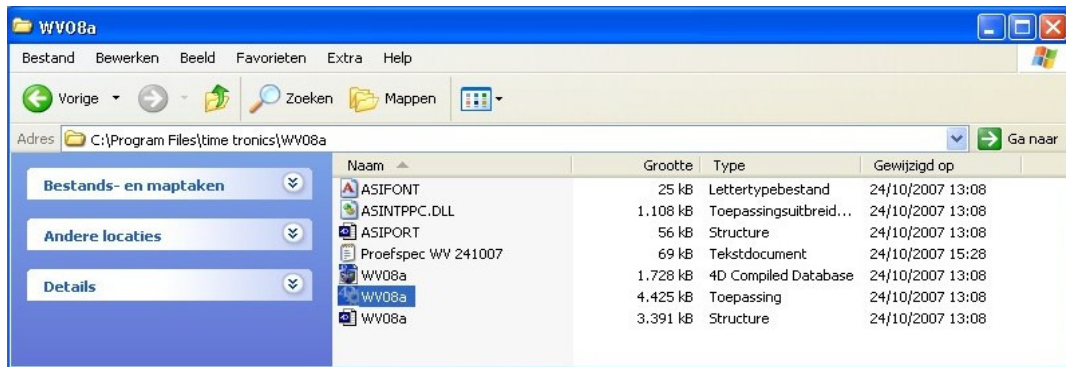 WV08a
Bestand Bewerken Beeld Favorieten Extra Help
Vorige Zoeken Mappen
Adres C:\Program Files\time tronics\WV08a Ga naar
Naam Grootte Type Gewijzigd op
Bestands- en maptaken
Andere locaties
Details
ASIFONT 25 kB Lettertypebestand 24/10/2007 13:08
ASINTPPC.DLL 1.108 kB Toepassingsuitbreid... 24/10/2007 13:08
ASIPORT 56 kB Structure 24/10/2007 13:08
Proefspec WV 241007 69 kB Tekstdocument 24/10/2007 15:28
WV08a 1.728 kB 4D Compiled Database 24/10/2007 13:08
WV08a 4.425 kB Toepassing 24/10/2007 13:08
WV08a 3.391 kB Structure 24/10/2007 13:08